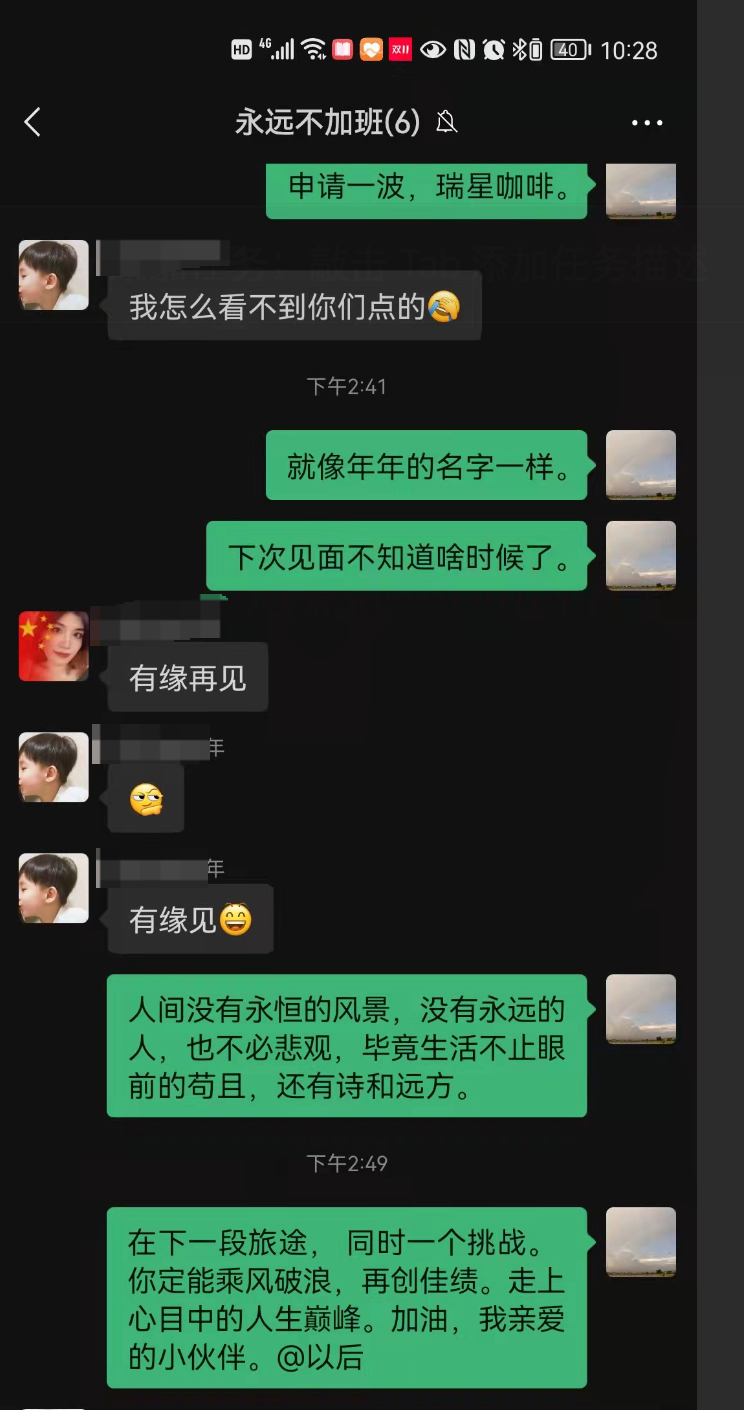 HD 4G 双11 40 10:28
永远不加班(6)
申请一波，瑞星咖啡。
我怎么看不到你们点的
下午2:41
就像年年的名字一样。
下次见面不知道啥时候了。
有缘再见
年
年
有缘见
人间没有永恒的风景，没有永远的
人，也不必悲观，毕竟生活不止眼
前的苟且，还有诗和远方。
下午2:49
在下一段旅途， 同时一个挑战。
你定能乘风破浪，再创佳绩。走上
心目中的人生巅峰。加油，我亲爱
的小伙伴。@以后